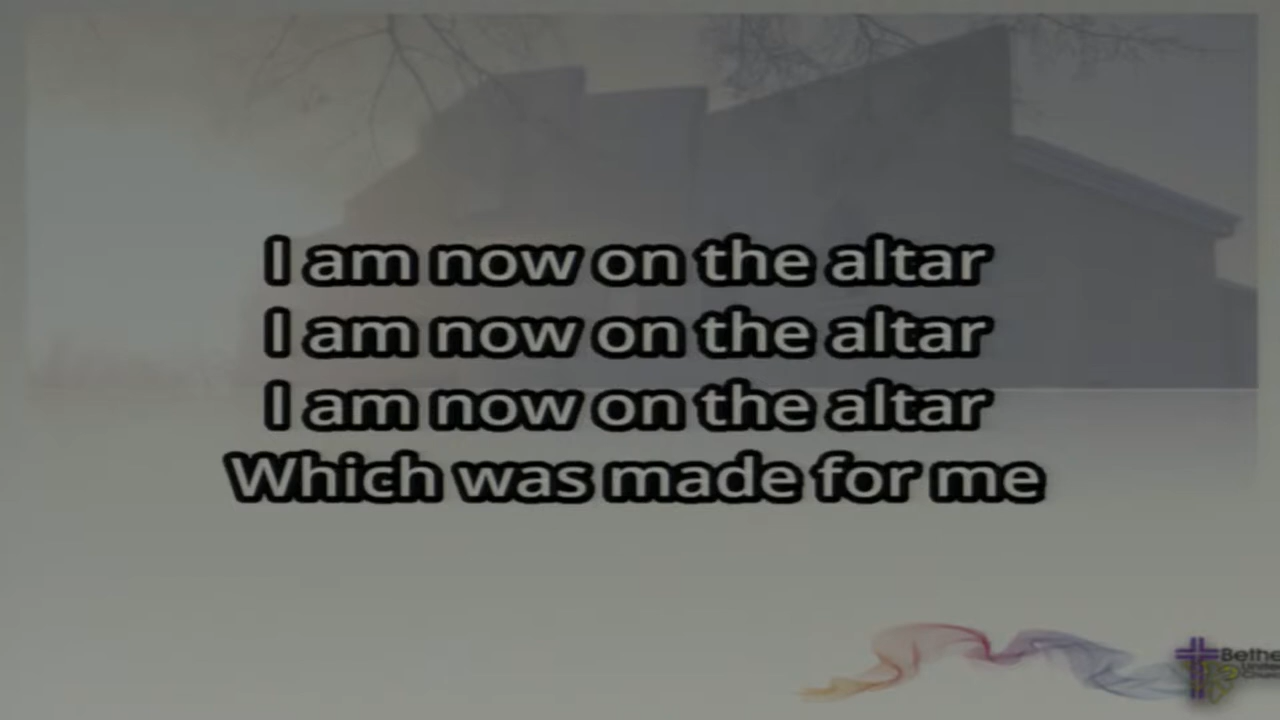 I am now on the altar
I am now on the altar
I am now on the altar
Which was made for me
Bethe